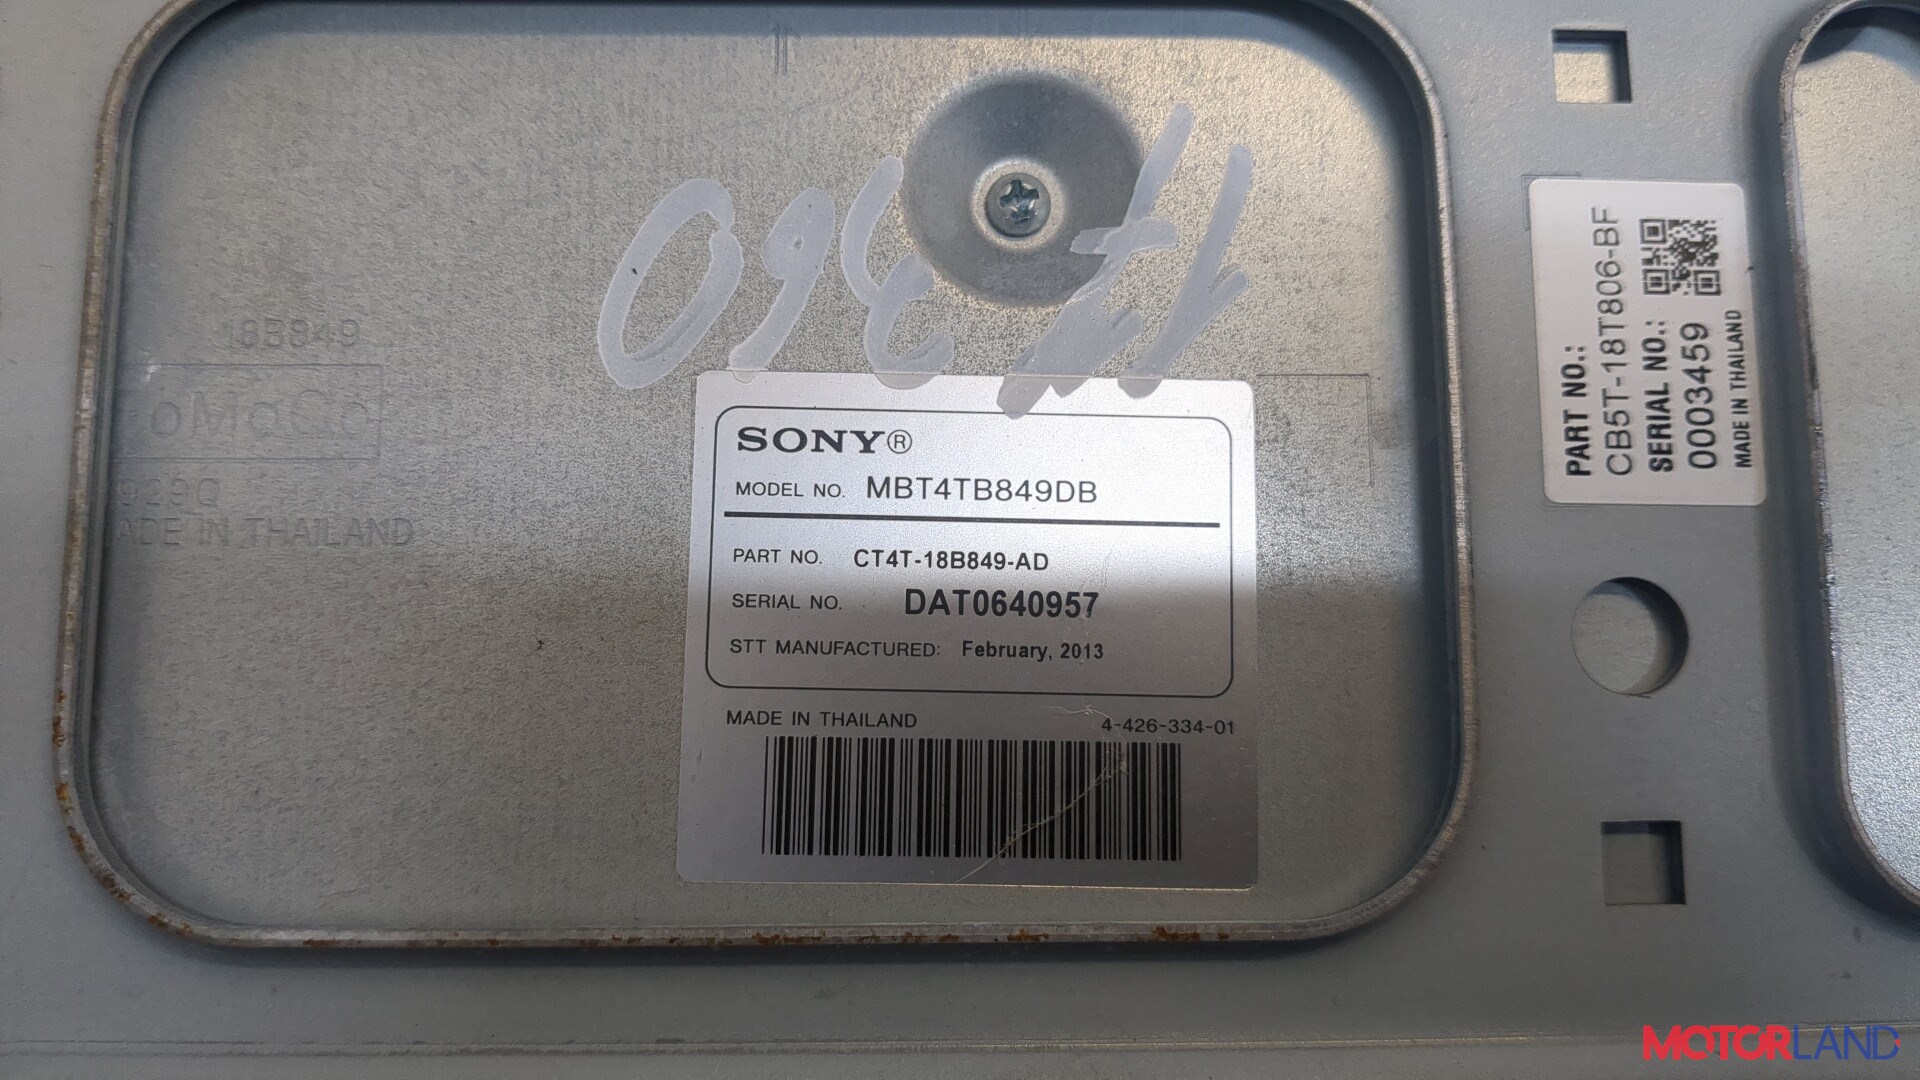 18B849
FoMoCo
929Q
MADE IN THAILAND
SONY®
MODEL NO. MBT4TB849DB
PART NO. CT4T-18B849-AD
SERIAL NO. DAT0640957
STT MANUFACTURED: February, 2013
MADE IN THAILAND
4-426-334-01
PART NO.:
CB5T-18T806-BF
SERIAL NO.:
0003459
MADE IN THAILAND
MOTORLAND